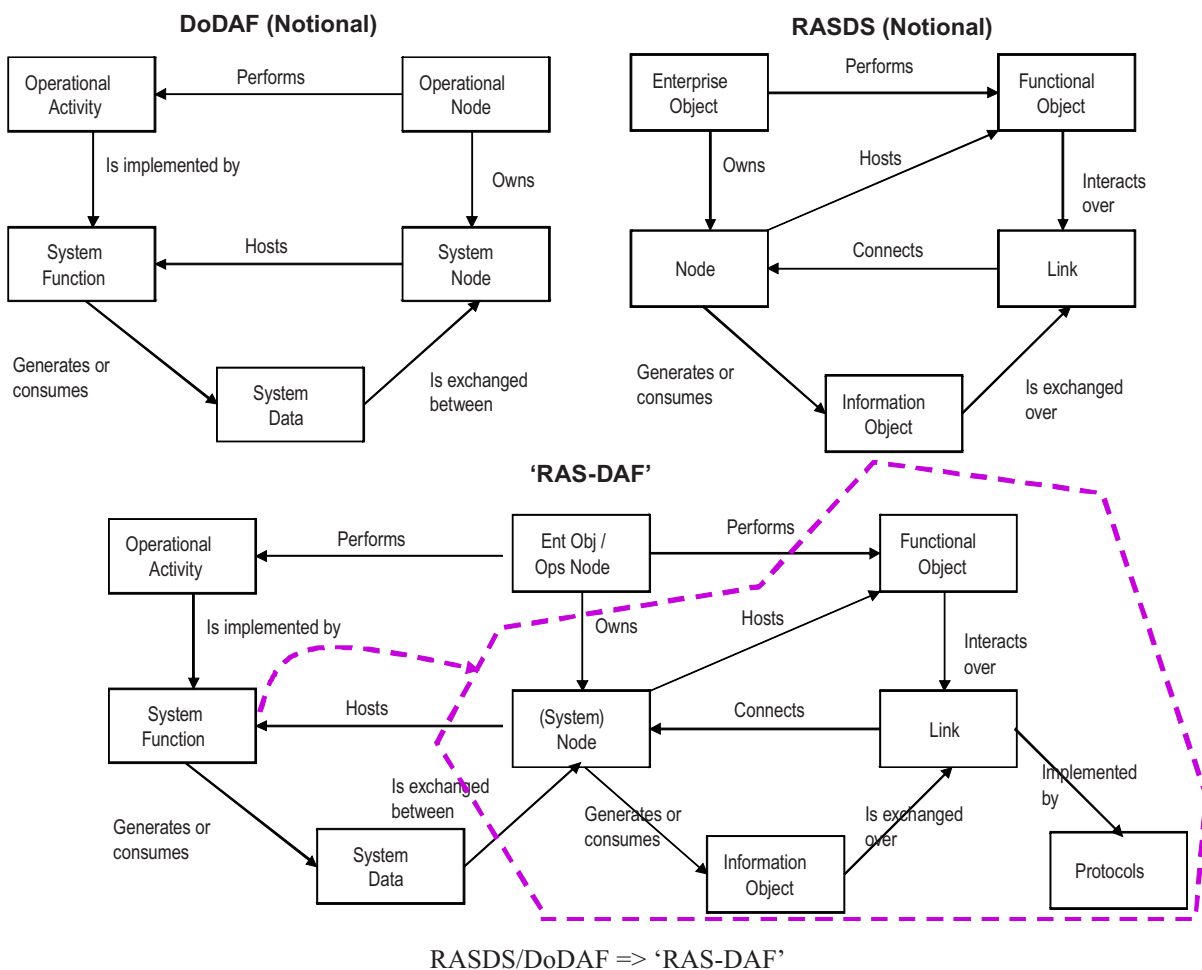 DoDAF (Notional)
Operational
Activity
Performs
Operational
Node
Is implemented by
Owns
System
Function
Hosts
System
Node
Generates or
consumes
System
Data
Is exchanged
between
RASDS (Notional)
Enterprise
Object
Performs
Functional
Object
Owns
Hosts
Interacts
over
Node
Connects
Link
Generates or
consumes
Information
Object
Is exchanged
over
‘RAS-DAF’
Operational
Activity
Performs
Ent Obj /
Ops Node
Performs
Functional
Object
Is implemented by
Owns
Hosts
Interacts
over
System
Function
Hosts
(System)
Node
Connects
Link
Generates or
consumes
System
Data
Is exchanged
between
Generates or
consumes
Information
Object
Is exchanged
over
Implemented
by
Protocols
RASDS/DoDAF => ‘RAS-DAF’